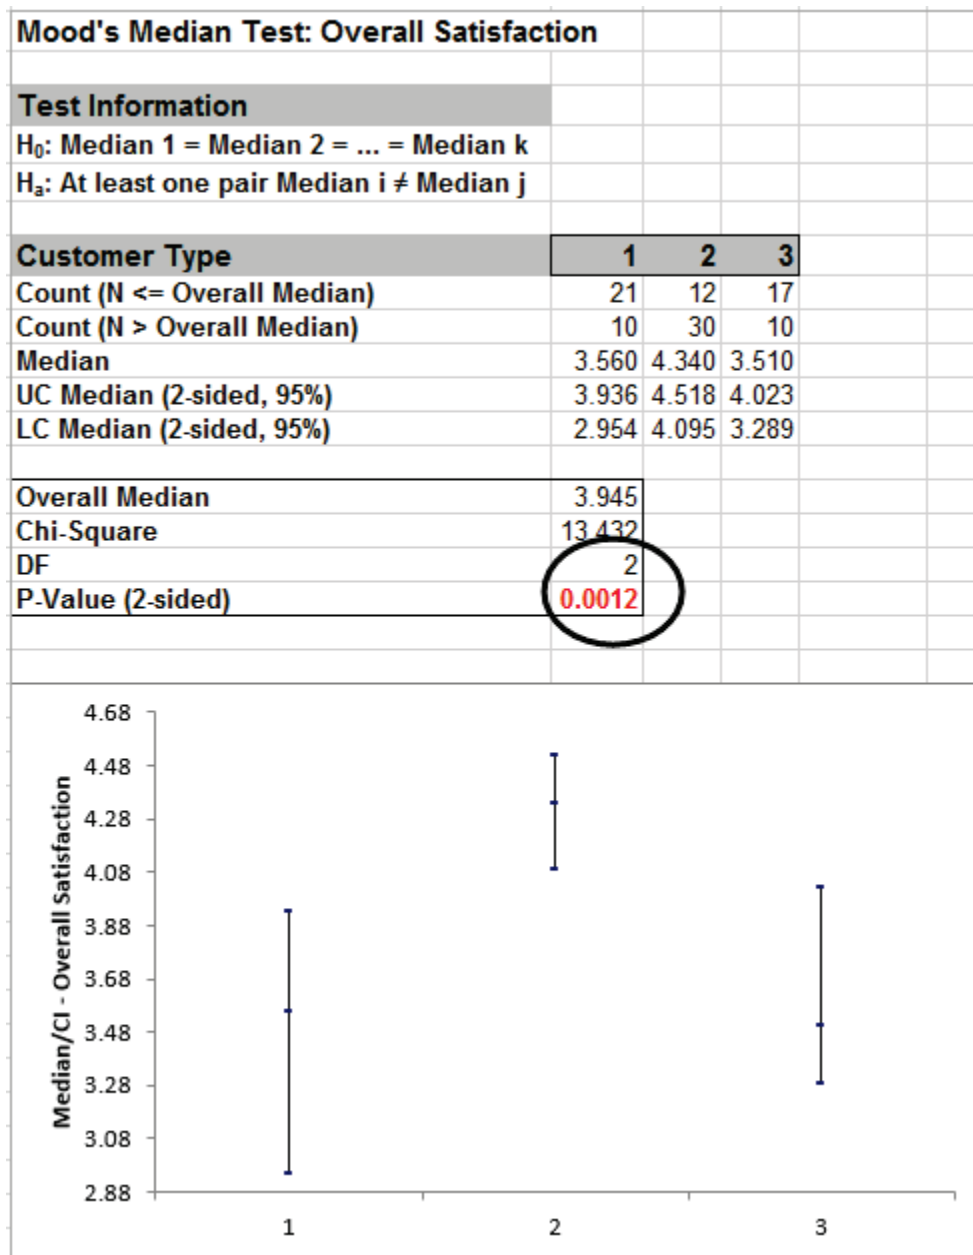 Mood's Median Test: Overall Satisfaction
Test Information
H₀: Median 1 = Median 2 = ... = Median k
Hₐ: At least one pair Median i ≠ Median j
Customer Type 1 2 3
Count (N <= Overall Median) 21 12 17
Count (N > Overall Median) 10 30 10
Median 3.560 4.340 3.510
UC Median (2-sided, 95%) 3.936 4.518 4.023
LC Median (2-sided, 95%) 2.954 4.095 3.289
Overall Median 3.945
Chi-Square 13.432
DF 2
P-Value (2-sided) 0.0012
Median/CI - Overall Satisfaction
4.68
4.48
4.28
4.08
3.88
3.68
3.48
3.28
3.08
2.88
1 2 3